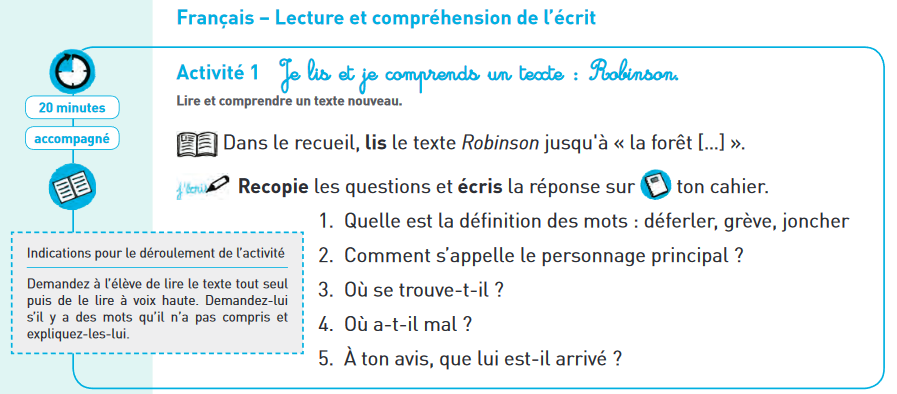 Français – Lecture et compréhension de l'écrit
Activité 1 Je lis et je comprends un texte : Robinson.
Lire et comprendre un texte nouveau.
20 minutes
accompagné
Dans le recueil, lis le texte Robinson jusqu'à « la forêt [...] ».
j'écris Recopie les questions et écris la réponse sur ton cahier.
1. Quelle est la définition des mots : déferler, grève, joncher
2. Comment s'appelle le personnage principal ?
3. Où se trouve-t-il ?
4. Où a-t-il mal ?
5. À ton avis, que lui est-il arrivé ?
Indications pour le déroulement de l'activité
Demandez à l'élève de lire le texte tout seul
puis de le lire à voix haute. Demandez-lui
s'il y a des mots qu'il n'a pas compris et
expliquez-les-lui.